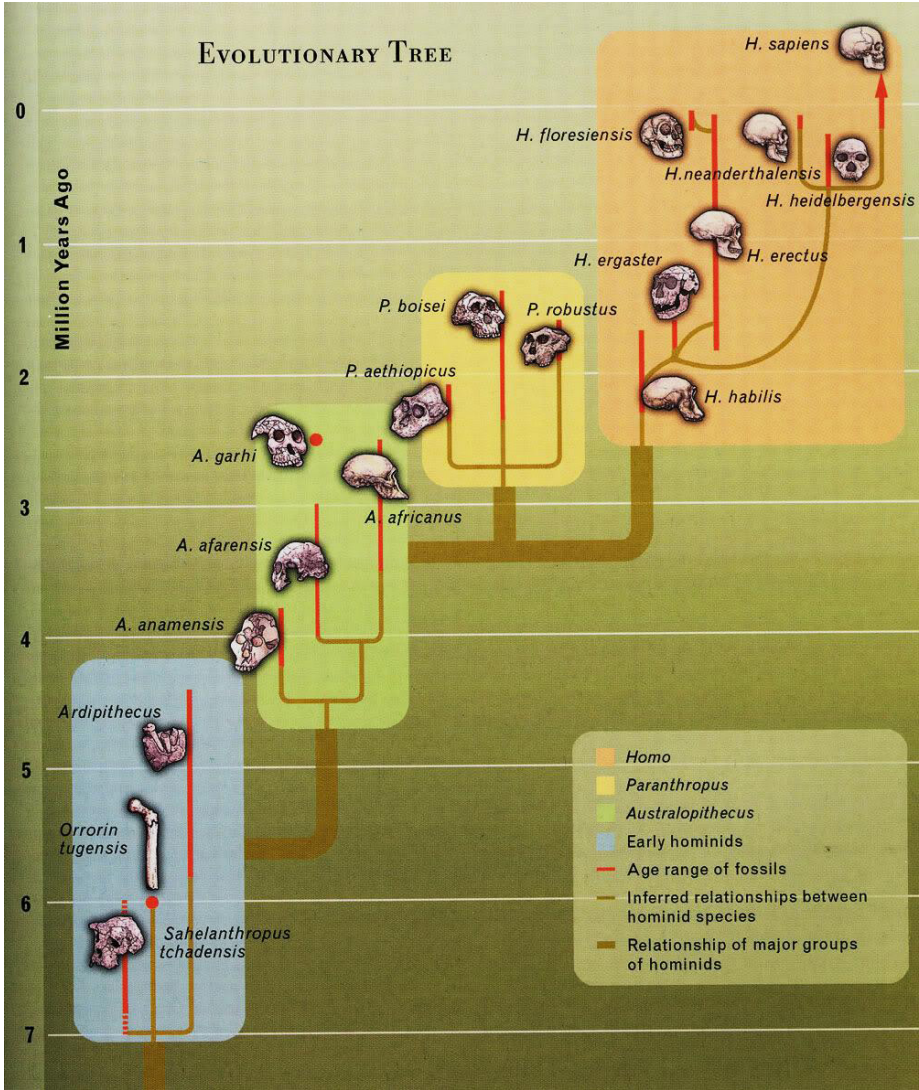 EVOLUTIONARY TREE
H. sapiens
0
H. floresiensis
H.neanderthalensis
H. heidelbergensis
Million Years Ago
1
H. ergaster
H. erectus
P. boisei
P. robustus
2
P. aethiopicus
H. habilis
A. garhi
3
A. africanus
A. afarensis
A. anamensis
4
Ardipithecus
5
Orrorin
tugensis
6
Sahelanthropus
tchadensis
7
Homo
Paranthropus
Australopithecus
Early hominids
Age range of fossils
Inferred relationships between
hominid species
Relationship of major groups
of hominids